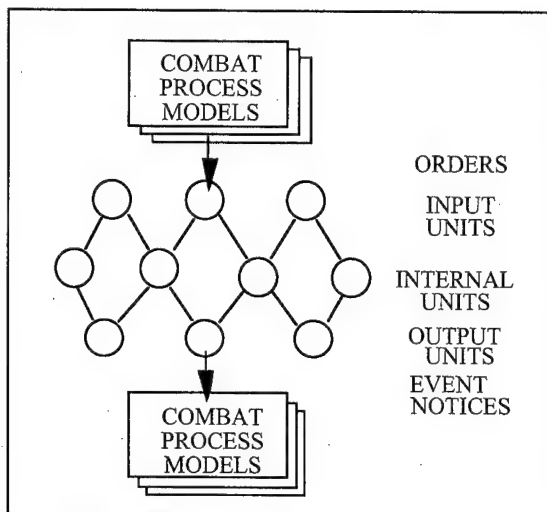 COMBAT
PROCESS
MODELS
ORDERS
INPUT
UNITS
INTERNAL
UNITS
OUTPUT
UNITS
EVENT
NOTICES
COMBAT
PROCESS
MODELS